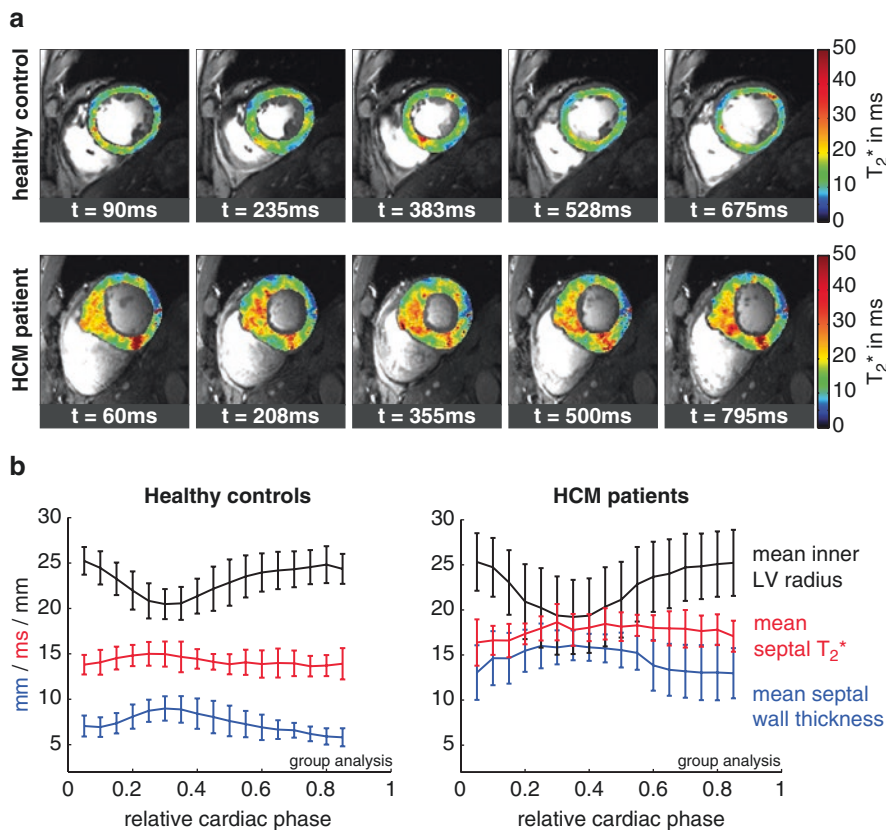 a
healthy control
t = 90ms
t = 235ms
t = 383ms
t = 528ms
t = 675ms
50
40
30
20
10
0
T2* in ms
HCM patient
t = 60ms
t = 208ms
t = 355ms
t = 500ms
t = 795ms
50
40
30
20
10
0
T2* in ms
b
Healthy controls
30
25
20
15
10
5
mm / ms / mm
group analysis
0 0.2 0.4 0.6 0.8 1
relative cardiac phase
HCM patients
30
25
20
15
10
5
mean inner
LV radius
mean
septal T2*
mean septal
wall thickness
group analysis
0 0.2 0.4 0.6 0.8 1
relative cardiac phase